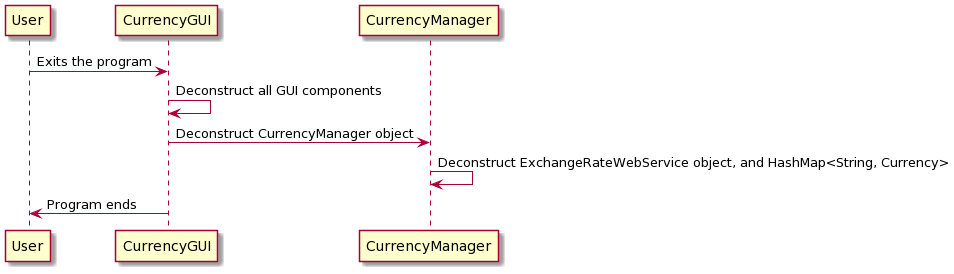 User
CurrencyGUI
CurrencyManager
Exits the program
Deconstruct all GUI components
Deconstruct CurrencyManager object
Deconstruct ExchangeRateWebService object, and HashMap<String, Currency>
Program ends
User
CurrencyGUI
CurrencyManager